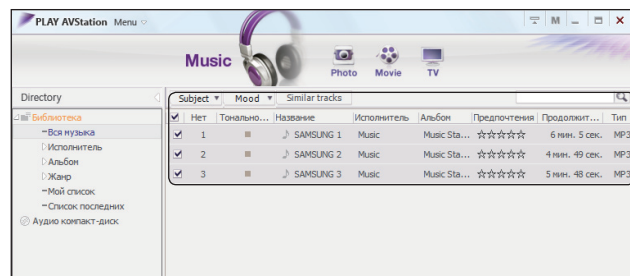 PLAY AVStation Menu
M
Music Photo Movie TV
Directory
Subject Mood Similar tracks
Библиотека
Вся музыка
Исполнитель
Альбом
Жанр
Мой список
Список последних
Аудио компакт-диск
Нет Тонально... Название Исполнитель Альбом Предпочтения Продолжит... Тип
1 SAMSUNG 1 Music Music Sta... ☆☆☆☆☆ 6 мин. 5 сек. MP3
2 SAMSUNG 2 Music Music Sta... ☆☆☆☆☆ 4 мин. 49 сек. MP3
3 SAMSUNG 3 Music Music Sta... ☆☆☆☆☆ 5 мин. 48 сек. MP3